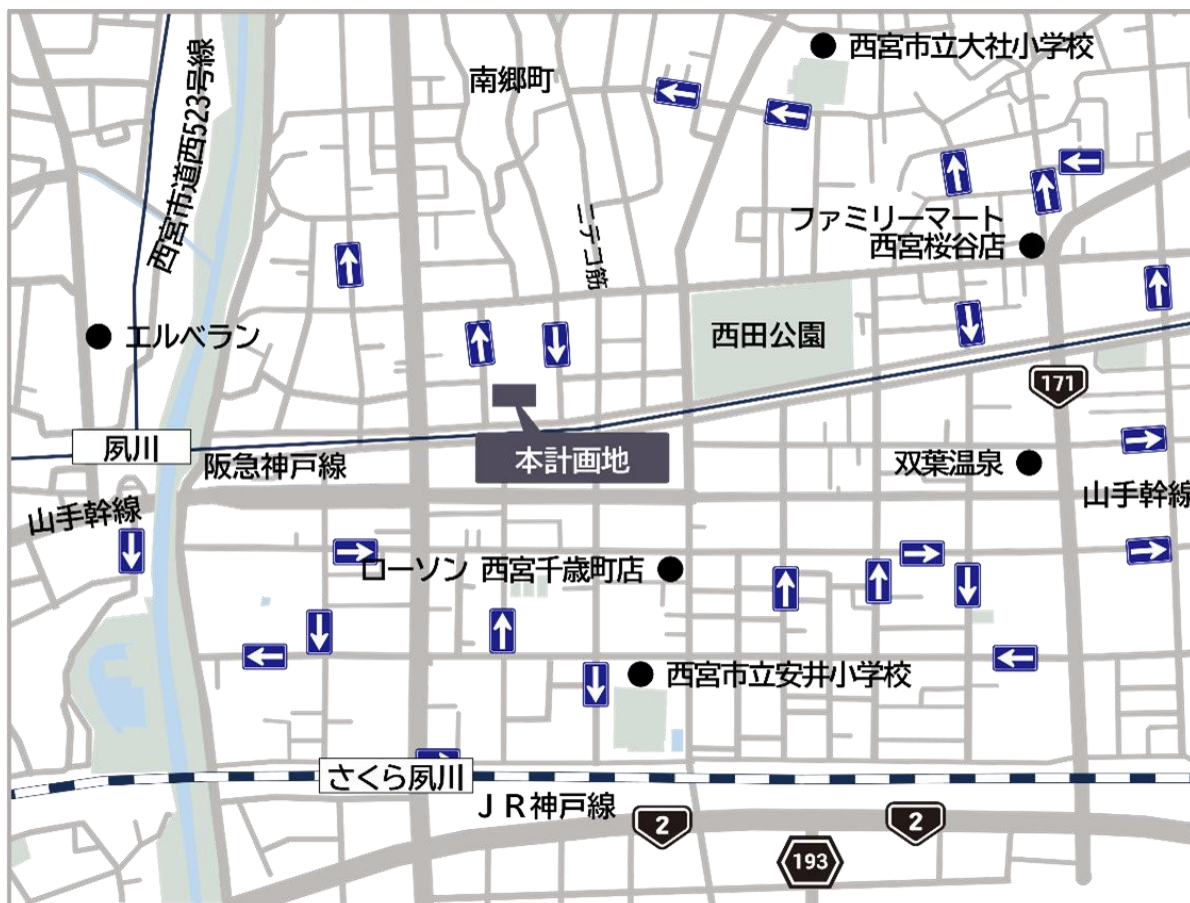 西宮市立大社小学校
南郷町
西宮市道西523号線
ニテコ筋
ファミリーマート
西宮桜谷店
エルベラン
西田公園
171
夙川
阪急神戸線
本計画地
双葉温泉
山手幹線
山手幹線
ローソン 西宮千歳町店
西宮市立安井小学校
さくら夙川
JR神戸線
2
2
193